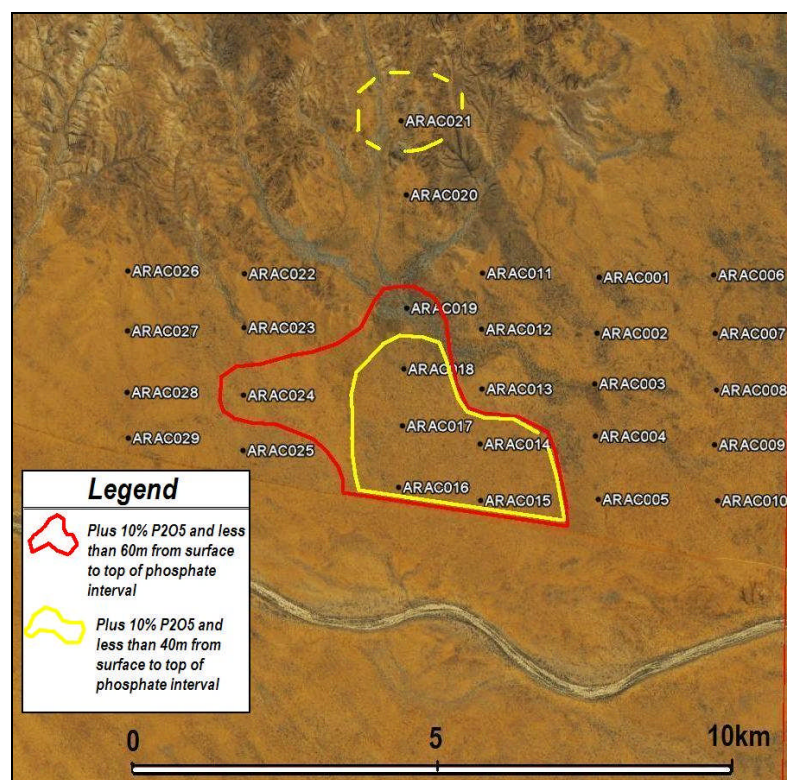 ARAC021
ARAC020
ARAC026 ARAC022 ARAC011 ARAC001 ARAC006
ARAC019
ARAC027 ARAC023 ARAC012 ARAC002 ARAC007
ARAC018
ARAC028 ARAC024 ARAC013 ARAC003 ARAC008
ARAC017
ARAC029 ARAC025 ARAC014 ARAC004 ARAC009
ARAC016 ARAC015 ARAC005 ARAC010
Legend
Plus 10% P2O5 and less
than 60m from surface
to top of phosphate
interval
Plus 10% P2O5 and
less than 40m from
surface to top of
phosphate interval
0 5 10km